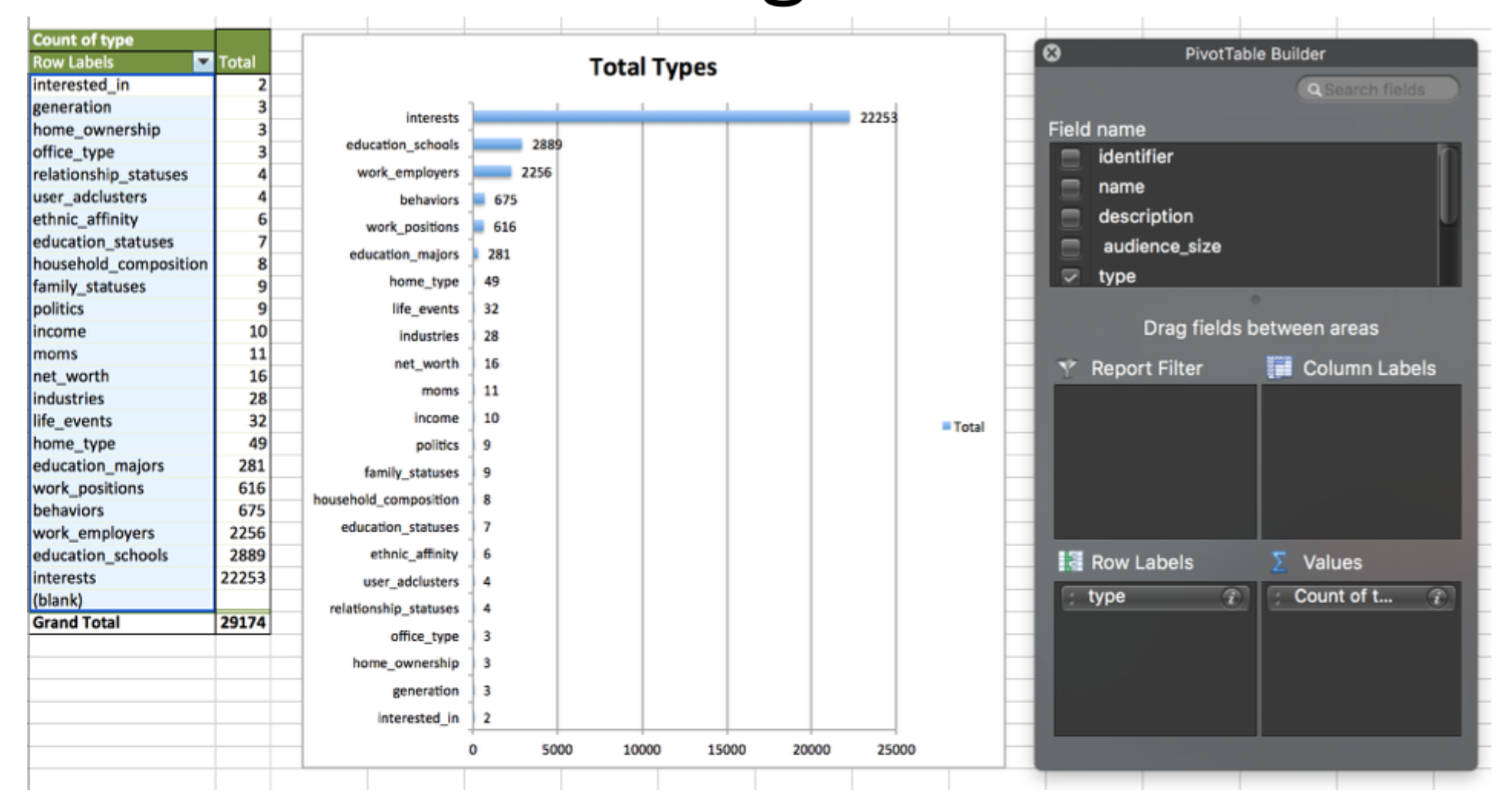 g
Count of type
Row Labels Total
interested_in 2
generation 3
home_ownership 3
office_type 3
relationship_statuses 4
user_adclusters 4
ethnic_affinity 6
education_statuses 7
household_composition 8
family_statuses 9
politics 9
income 10
moms 11
net_worth 16
industries 28
life_events 32
home_type 49
education_majors 281
work_positions 616
behaviors 675
work_employers 2256
education_schools 2889
interests 22253
(blank)
Grand Total 29174
Total Types
interests 22253
education_schools 2889
work_employers 2256
behaviors 675
work_positions 616
education_majors 281
home_type 49
life_events 32
industries 28
net_worth 16
moms 11
income 10
politics 9
family_statuses 9
household_composition 8
education_statuses 7
ethnic_affinity 6
user_adclusters 4
relationship_statuses 4
office_type 3
home_ownership 3
generation 3
interested_in 2
0 5000 10000 15000 20000 25000
Total
PivotTable Builder
Search fields
Field name
identifier
name
description
audience_size
type
Drag fields between areas
Report Filter Column Labels
Row Labels Values
type Count of t...